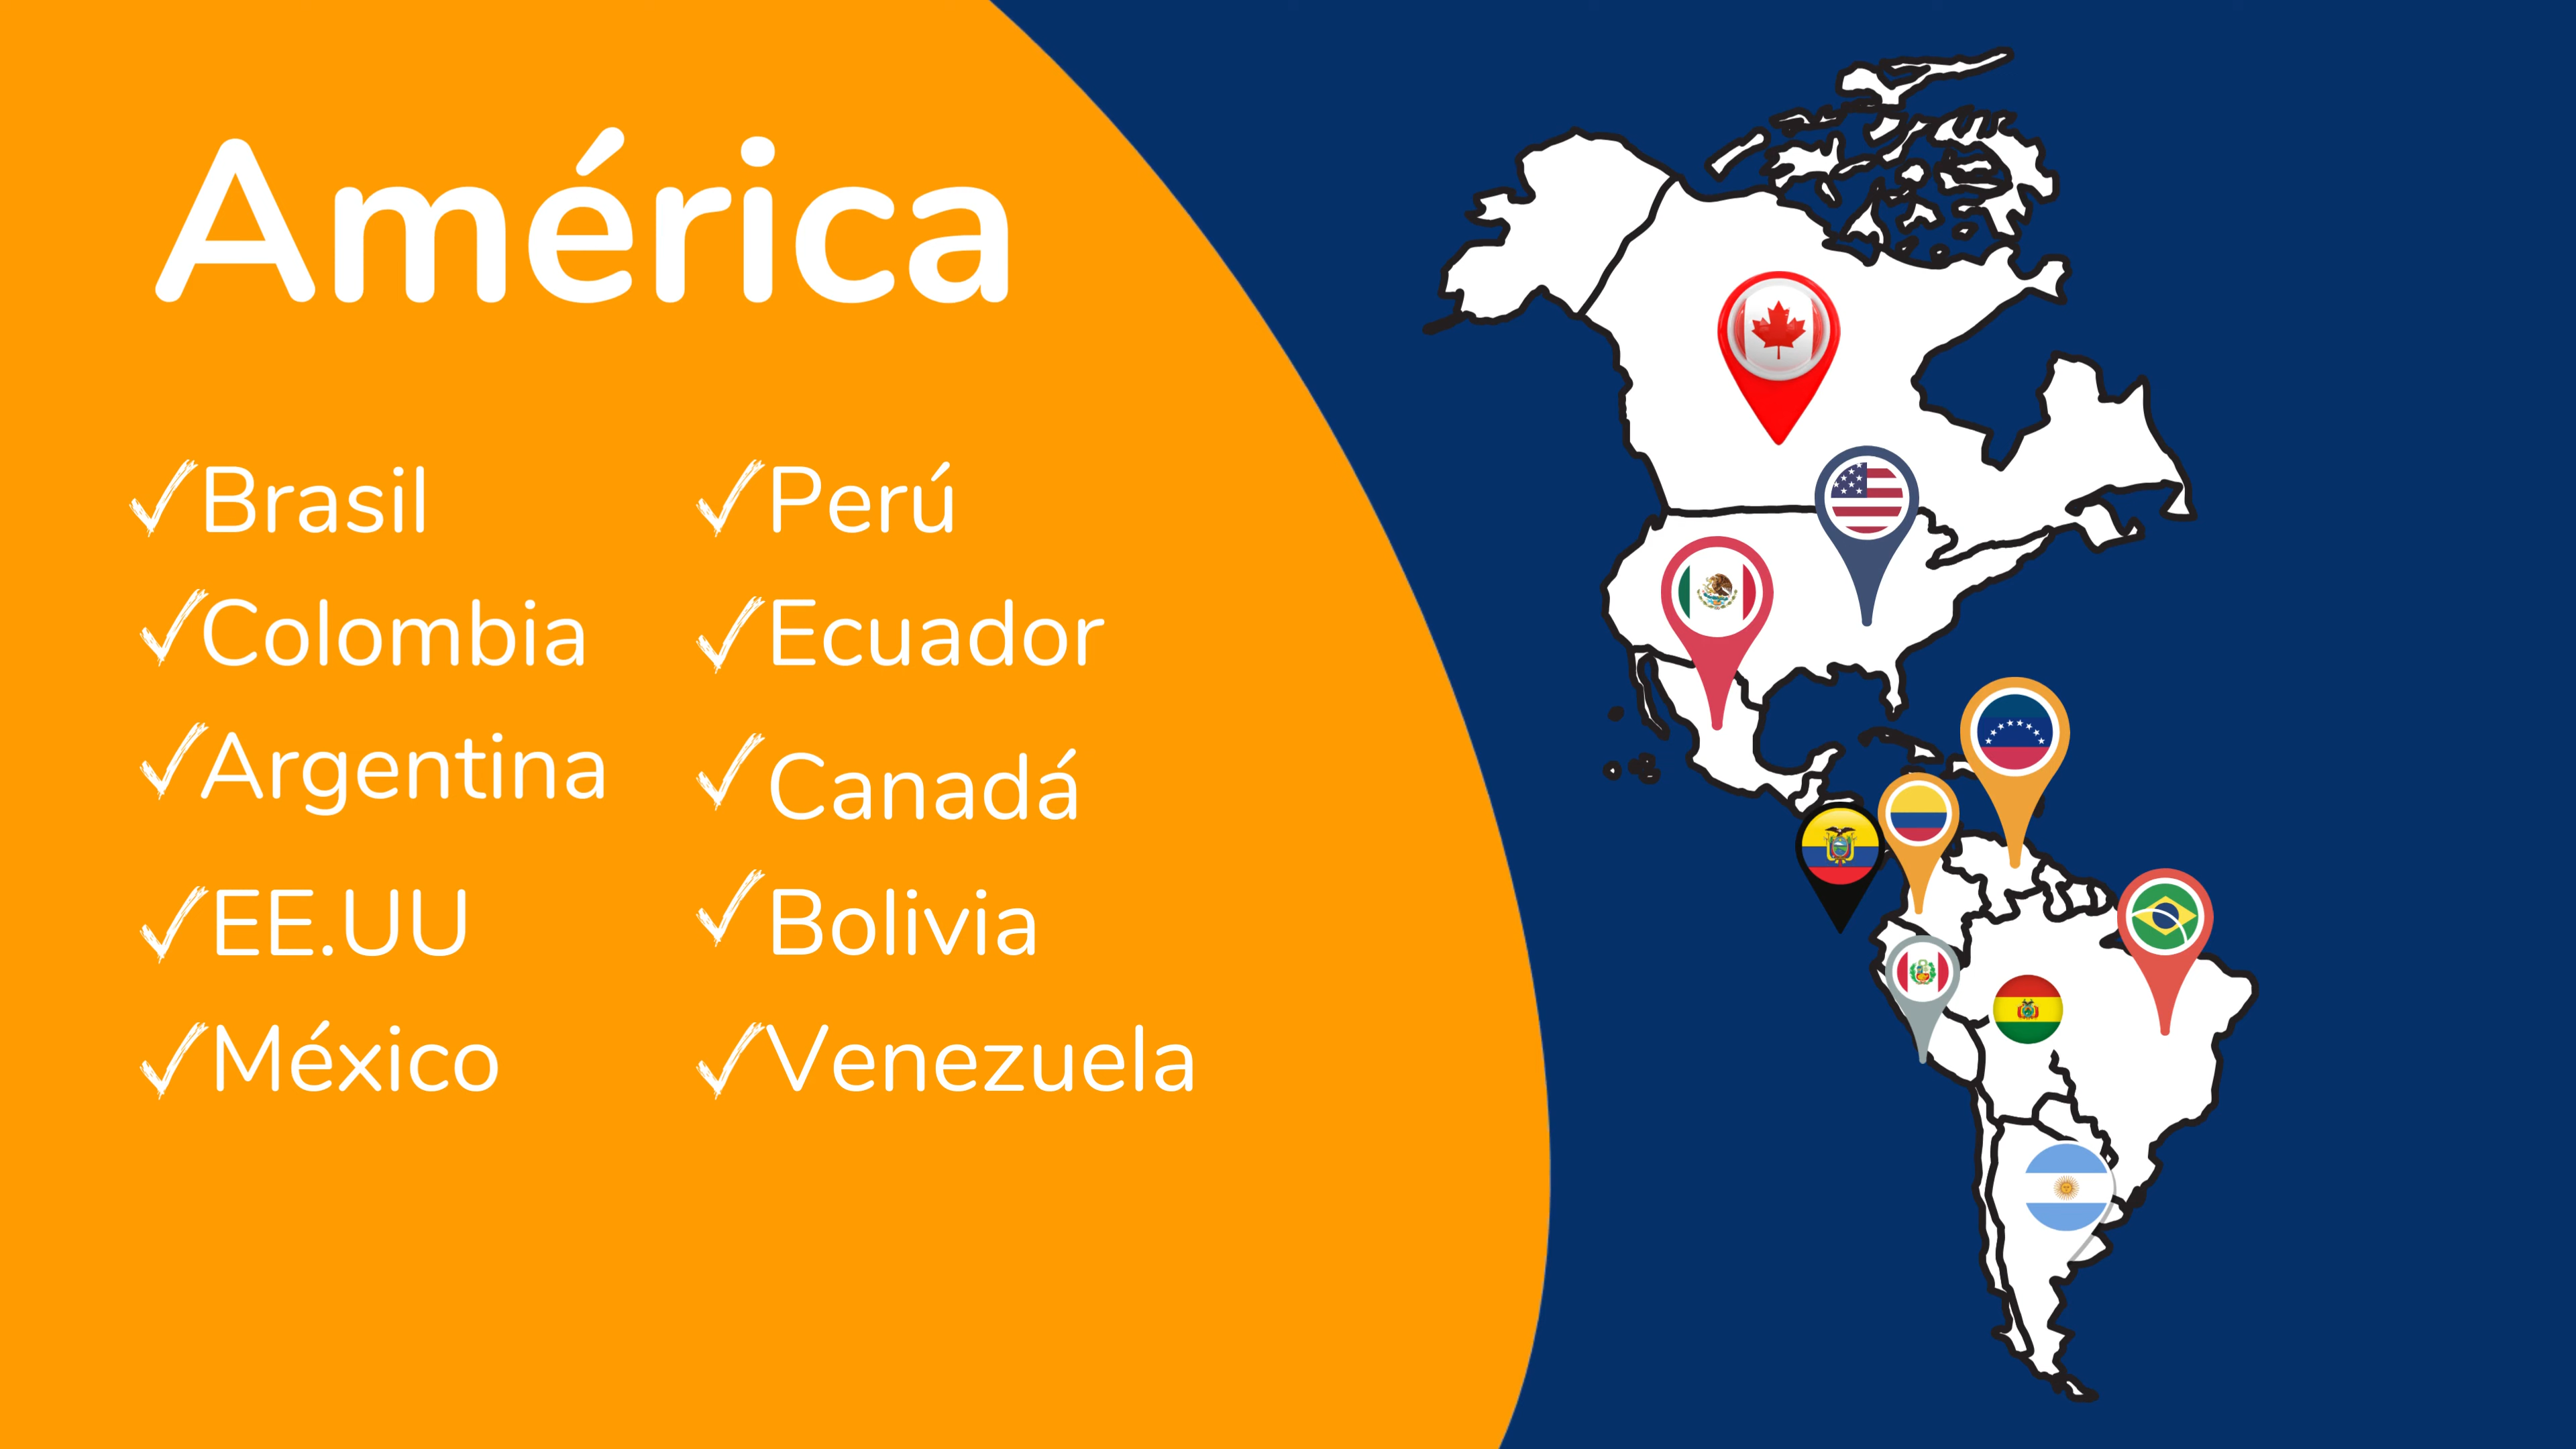 América
Brasil
Colombia
Argentina
EE.UU
México
Perú
Ecuador
Canadá
Bolivia
Venezuela